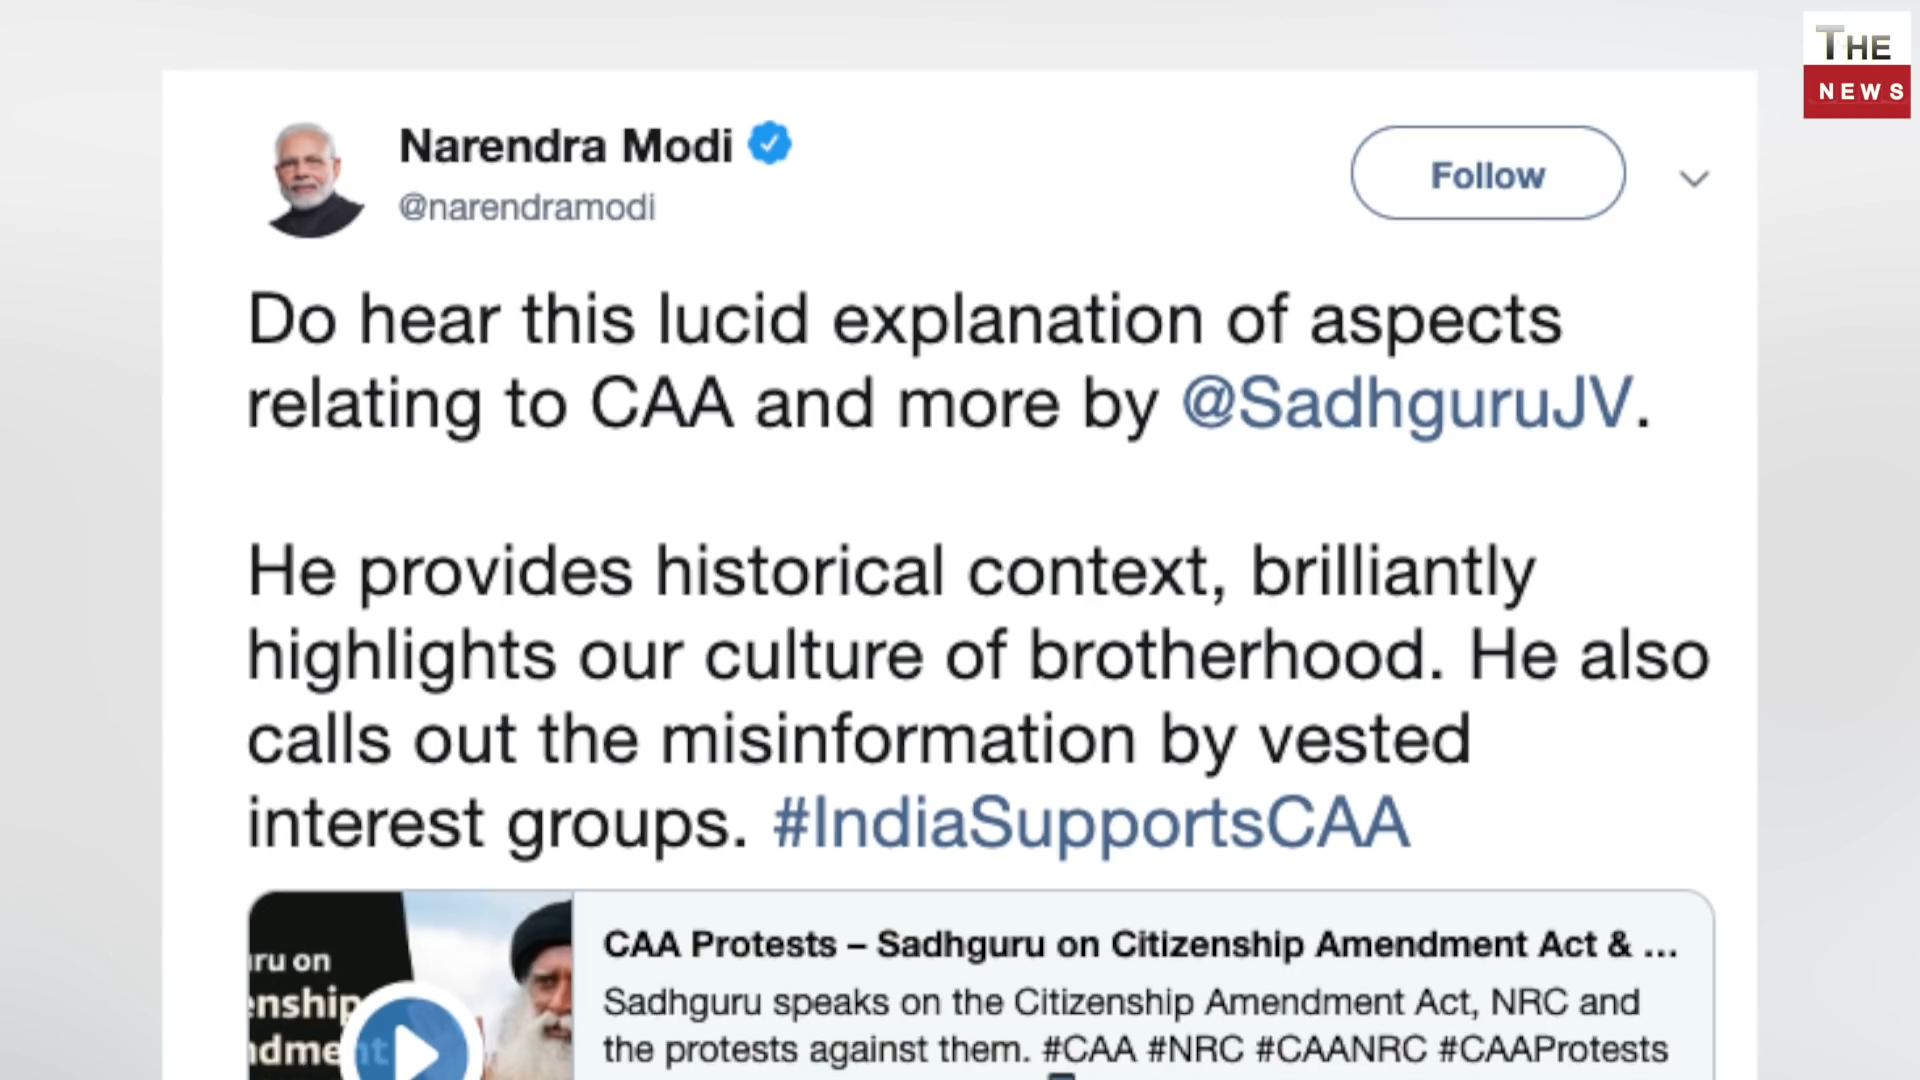 THE
NEWS
Narendra Modi
@narendramodi
Follow
Do hear this lucid explanation of aspects
relating to CAA and more by @SadhguruJV.
He provides historical context, brilliantly
highlights our culture of brotherhood. He also
calls out the misinformation by vested
interest groups. #IndiaSupportsCAA
ru on
enship
dment
CAA Protests – Sadhguru on Citizenship Amendment Act & ...
Sadhguru speaks on the Citizenship Amendment Act, NRC and
the protests against them. #CAA #NRC #CAANRC #CAAProtests